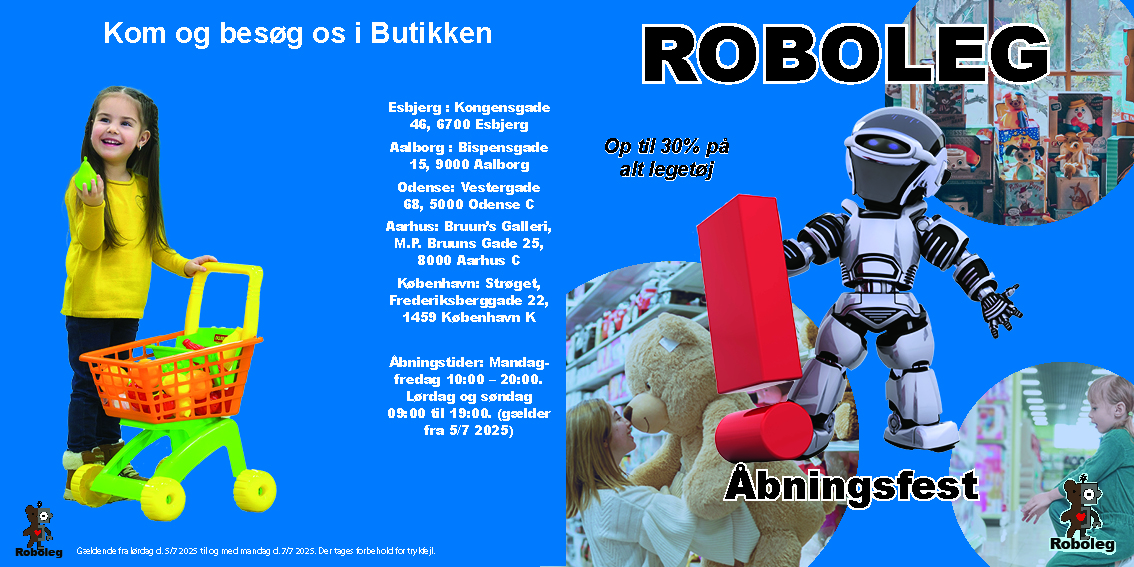 Kom og besøg os i Butikken
Esbjerg : Kongensgade
46, 6700 Esbjerg
Aalborg : Bispensgade
15, 9000 Aalborg
Odense: Vestergade
68, 5000 Odense C
Aarhus: Bruun's Galleri,
M.P. Bruuns Gade 25,
8000 Aarhus C
København: Strøget,
Frederiksberggade 22,
1459 København K
Åbningstider: Mandag-
fredag 10:00 – 20:00.
Lørdag og søndag
09:00 til 19:00. (gælder
fra 5/7 2025)
Roboleg
Gældende fra lørdag d. 5/7 2025 til og med mandag d. 7/7 2025. Der tages forbehold for trykfejl.
ROBOLEG
Op til 30% på
alt legetøj
Åbningsfest
Roboleg